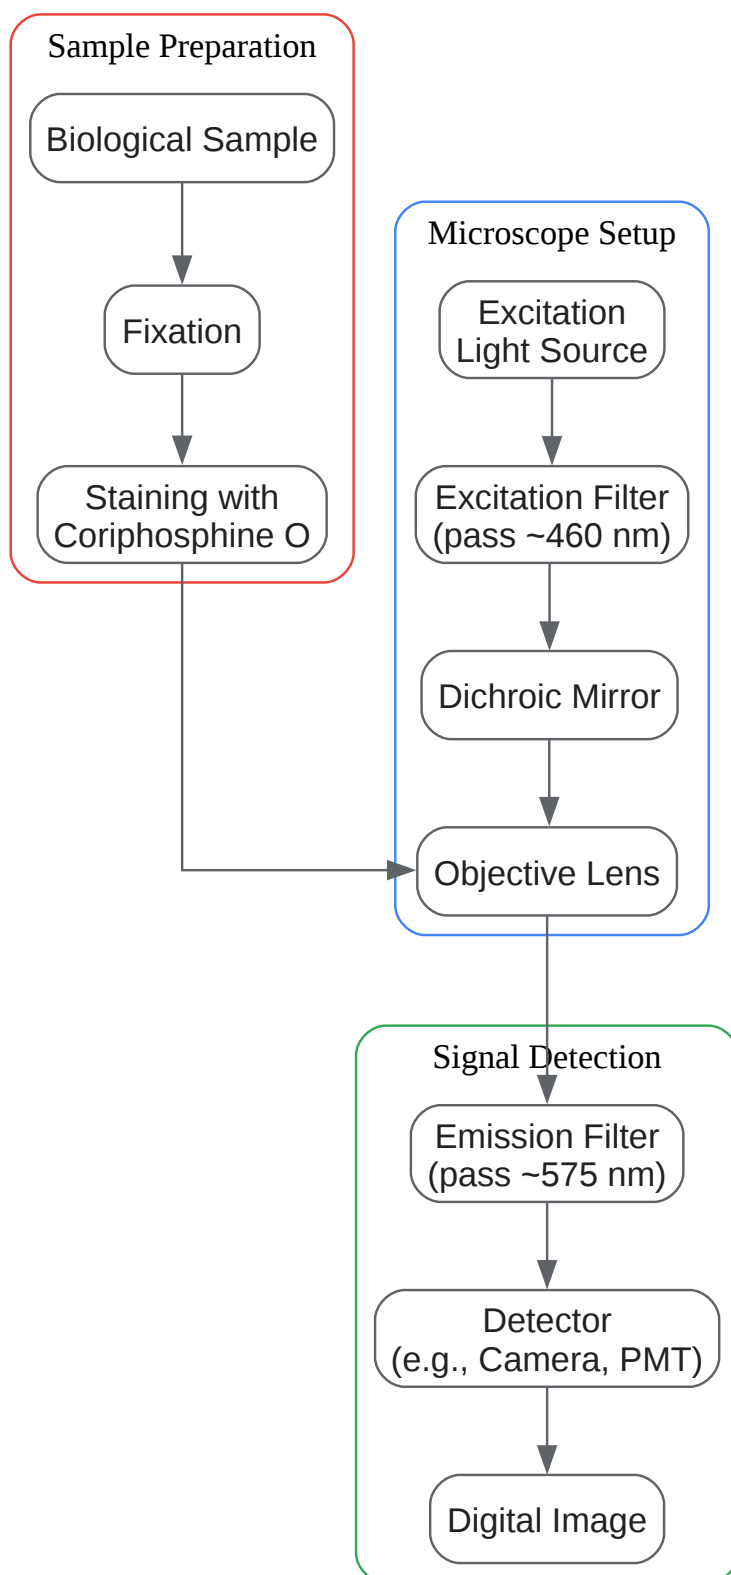 Sample Preparation
Biological Sample
Fixation
Staining with
Coriphosphine O
Microscope Setup
Excitation
Light Source
Excitation Filter
(pass ~460 nm)
Dichroic Mirror
Objective Lens
Signal Detection
Emission Filter
(pass ~575 nm)
Detector
(e.g., Camera, PMT)
Digital Image